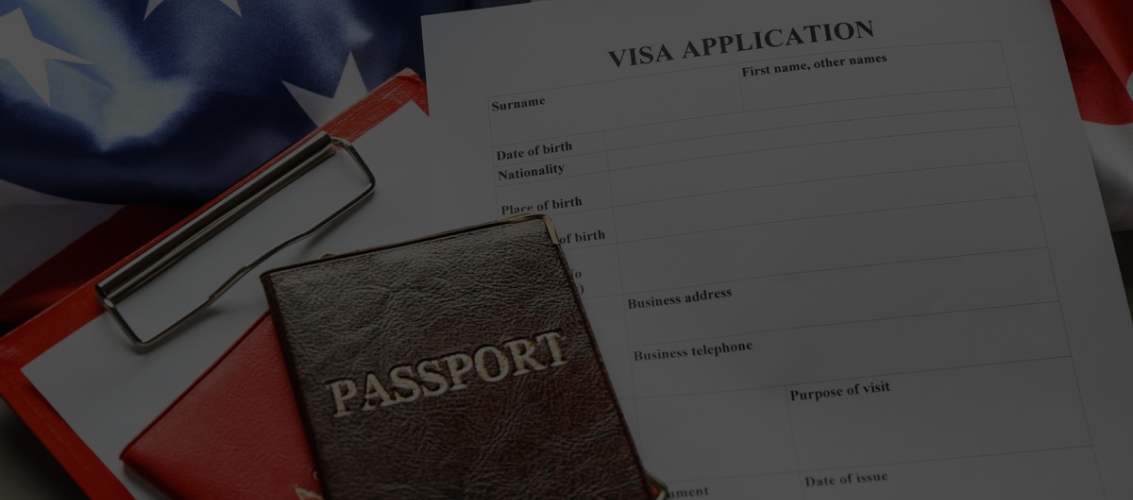 VISA APPLICATION
Surname
First name, other names
Date of birth
Nationality
Place of birth
of birth
Business address
Business telephone
Purpose of visit
Date of issue
PASSPORT